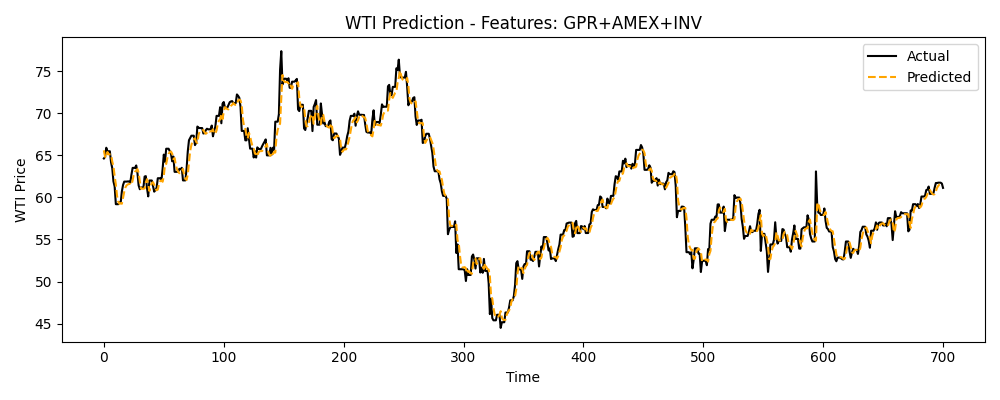 WTI Prediction - Features: GPR+AMEX+INV
Actual
Predicted
WTI Price
75
70
65
60
55
50
45
0 100 200 300 400 500 600 700
Time